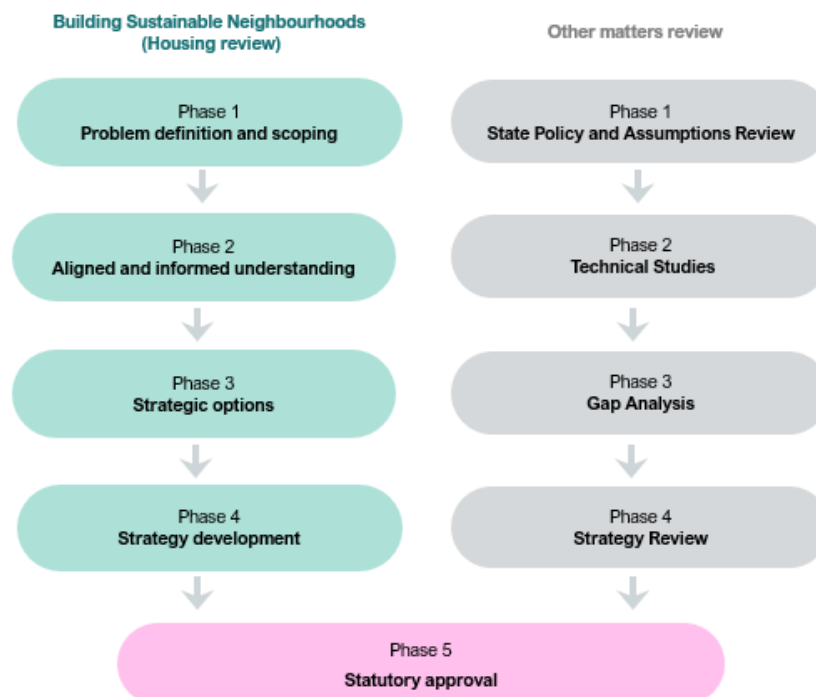 Building Sustainable Neighbourhoods
(Housing review)
Other matters review
Phase 1
Problem definition and scoping
Phase 1
State Policy and Assumptions Review
Phase 2
Aligned and informed understanding
Phase 2
Technical Studies
Phase 3
Strategic options
Phase 3
Gap Analysis
Phase 4
Strategy development
Phase 4
Strategy Review
Phase 5
Statutory approval